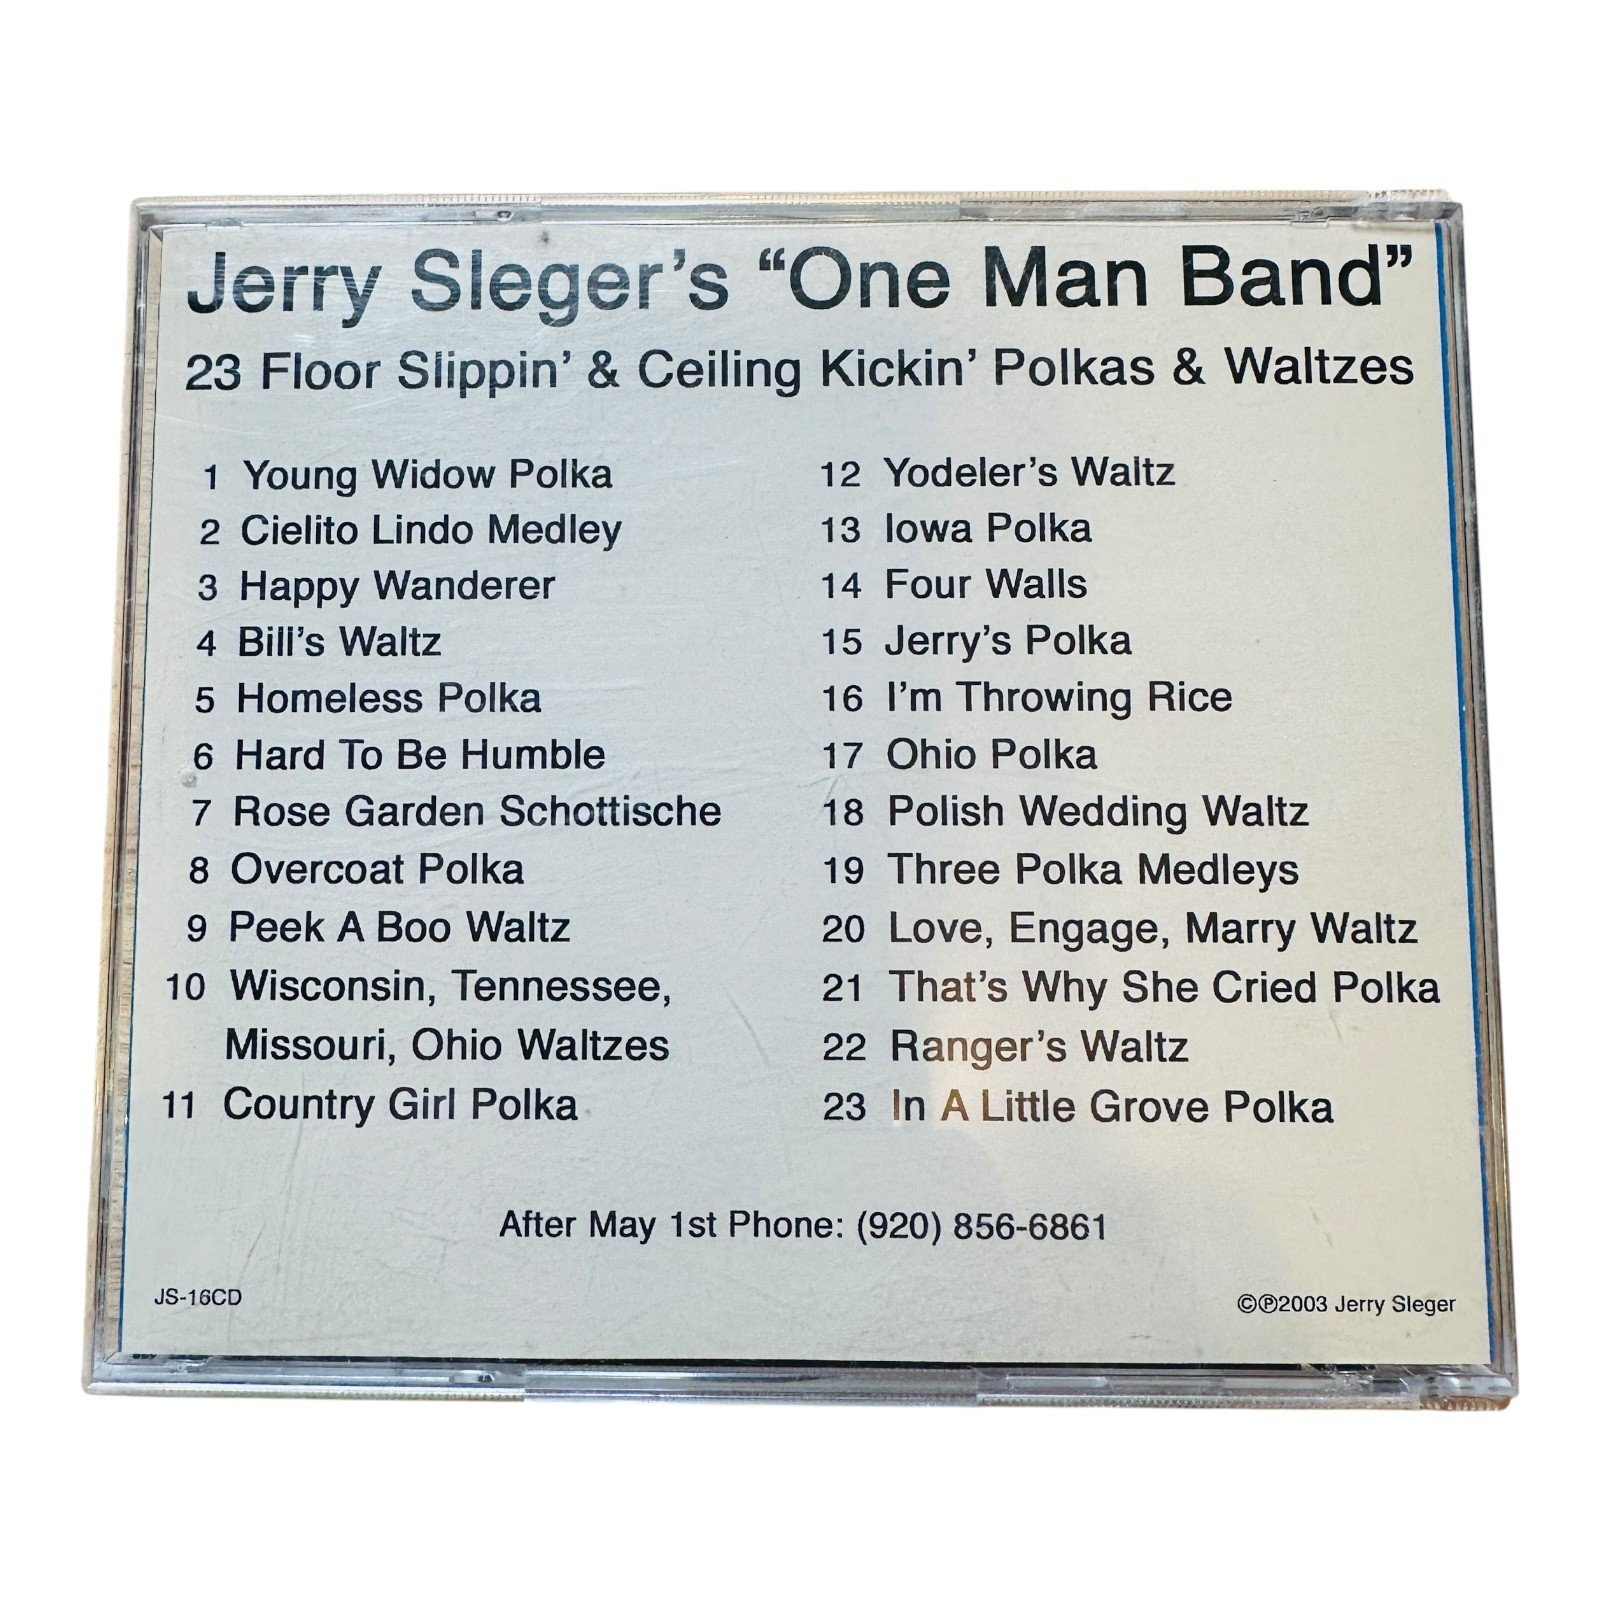 Jerry Sleger's “One Man Band”
23 Floor Slippin' & Ceiling Kickin' Polkas & Waltzes
1 Young Widow Polka
2 Cielito Lindo Medley
3 Happy Wanderer
4 Bill's Waltz
5 Homeless Polka
6 Hard To Be Humble
7 Rose Garden Schottische
8 Overcoat Polka
9 Peek A Boo Waltz
10 Wisconsin, Tennessee,
Missouri, Ohio Waltzes
11 Country Girl Polka
12 Yodeler's Waltz
13 Iowa Polka
14 Four Walls
15 Jerry's Polka
16 I'm Throwing Rice
17 Ohio Polka
18 Polish Wedding Waltz
19 Three Polka Medleys
20 Love, Engage, Marry Waltz
21 That's Why She Cried Polka
22 Ranger's Waltz
23 In A Little Grove Polka
After May 1st Phone: (920) 856-6861
JS-16CD
©℗2003 Jerry Sleger